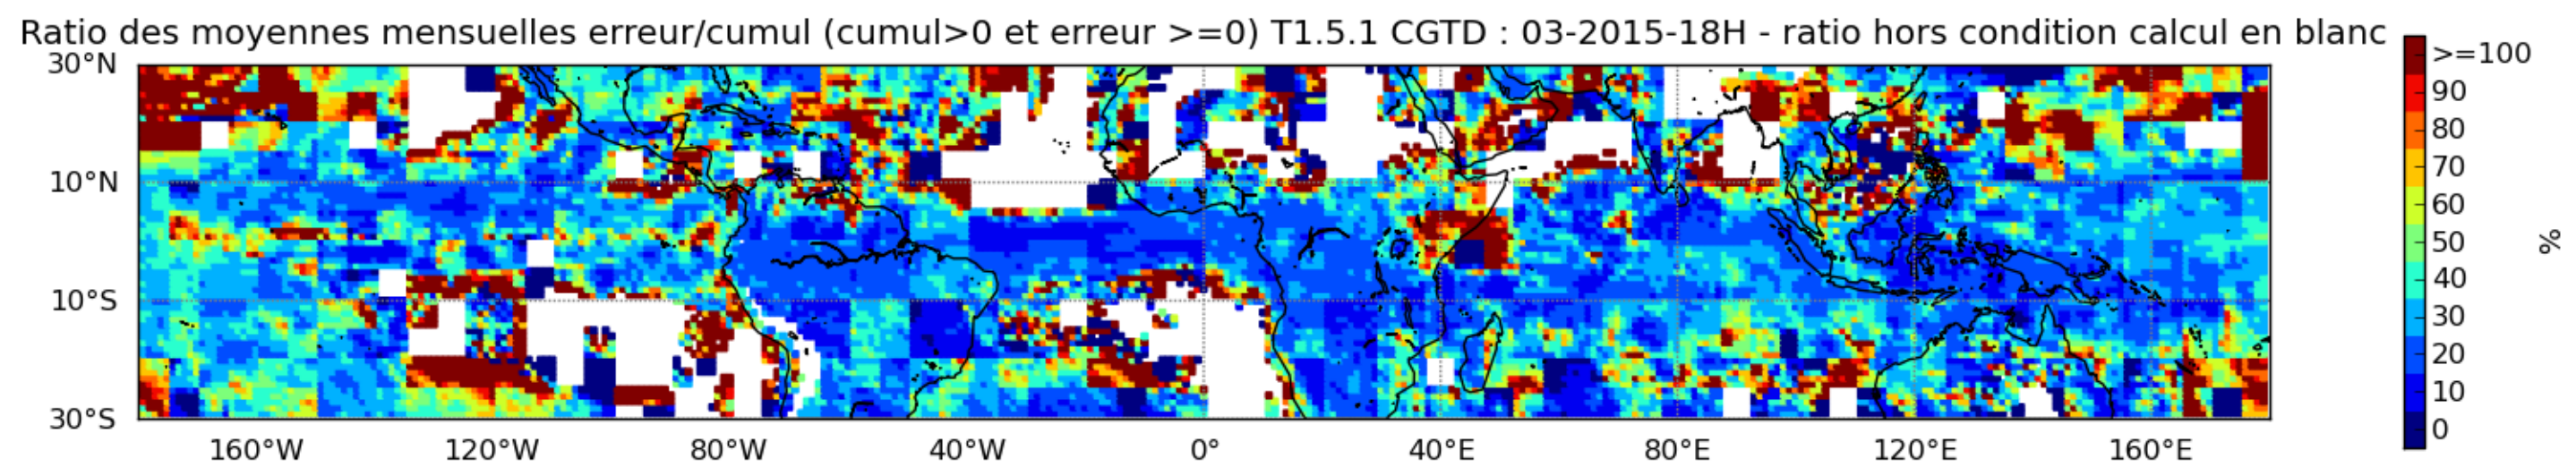 Ratio des moyennes mensuelles erreur/cumul (cumul>0 et erreur >=0) T1.5.1 CGTD : 03-2015-18H - ratio hors condition calcul en blanc
30°N
10°N
10°S
30°S
160°W 120°W 80°W 40°W 0° 40°E 80°E 120°E 160°E
>=100
90
80
70
60
50
40
30
20
10
0
%